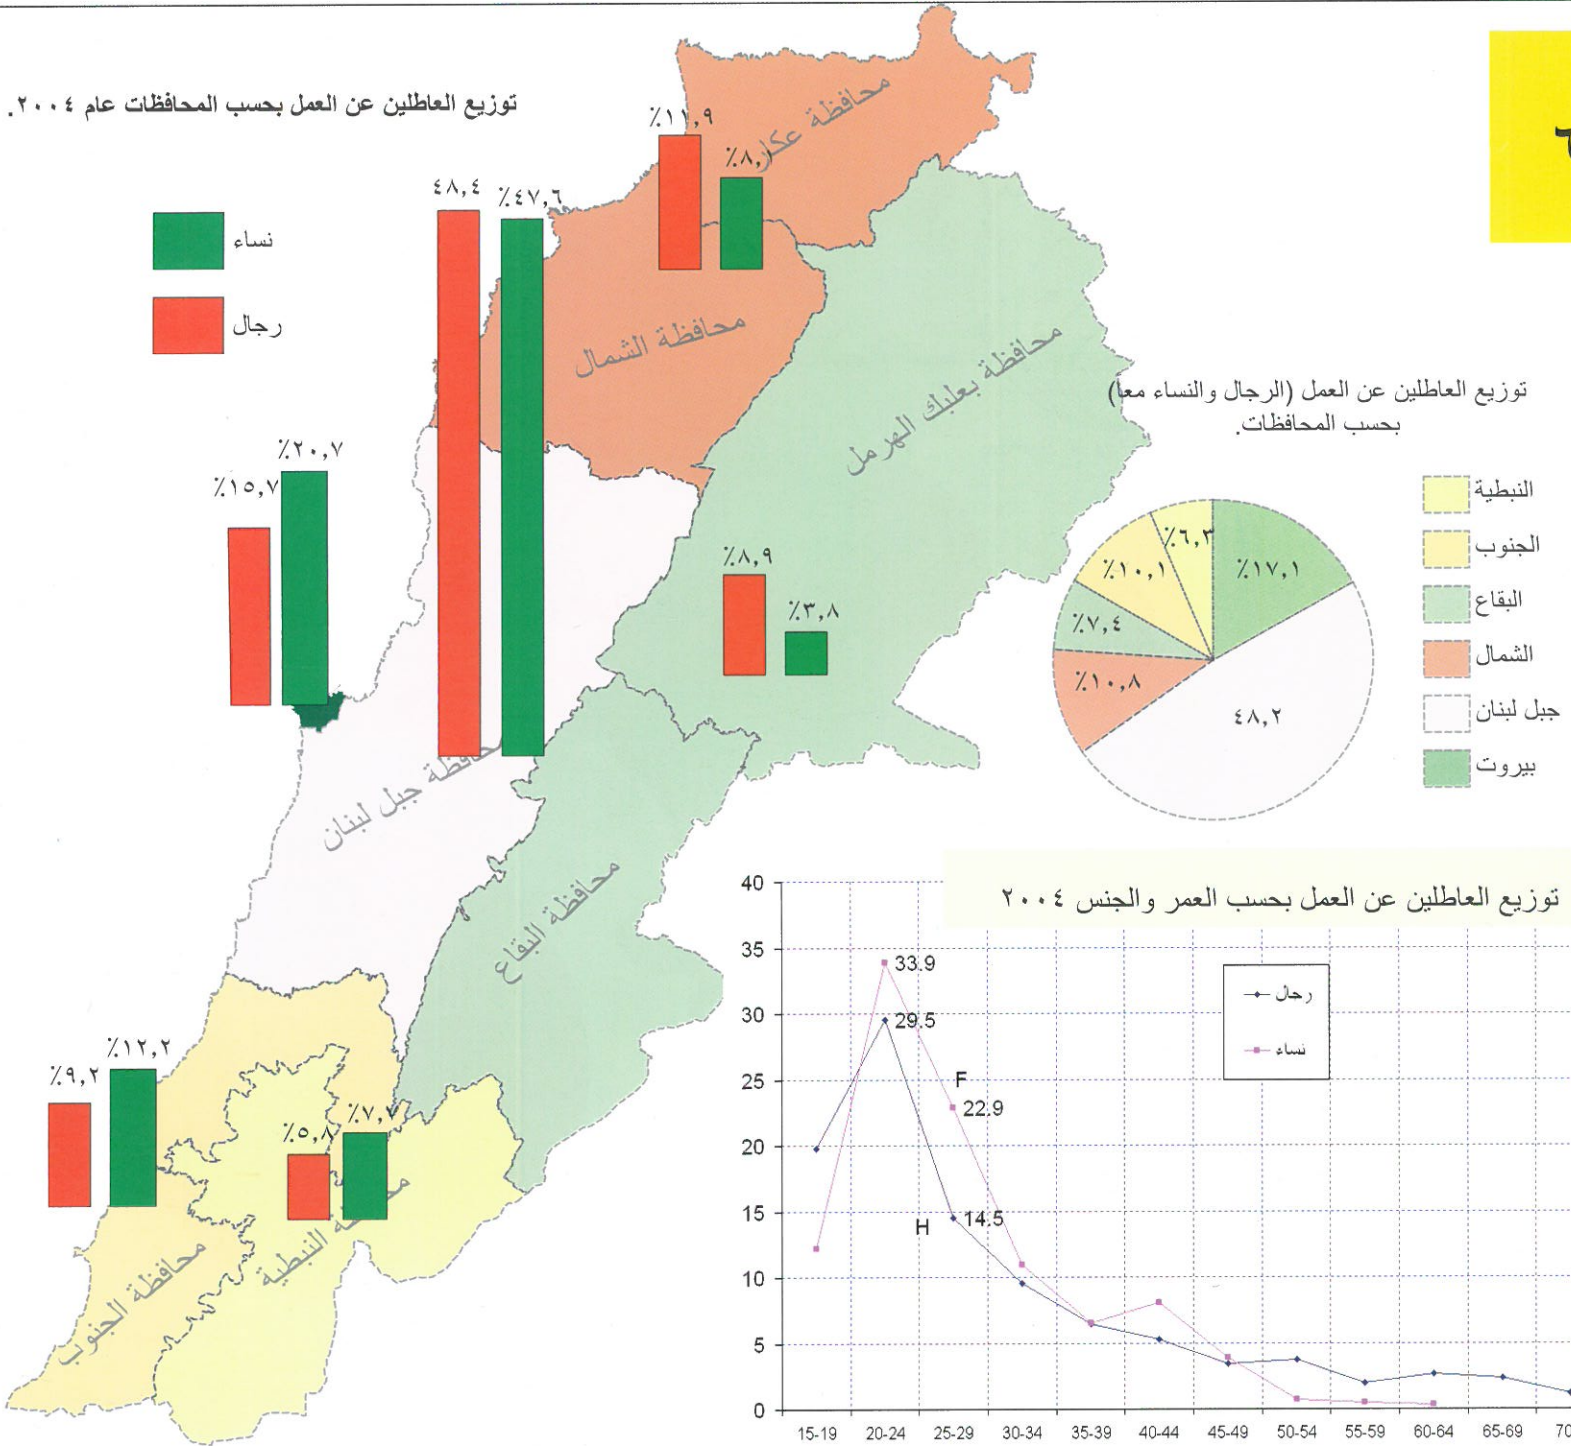 توزيع العاطلين عن العمل بحسب المحافظات عام ٢٠٠٤.
نساء
رجال
٪١١,٩
٤٨,٤
٪٤٧,٦
٪٢٠,٧
٪١٥,٧
٪٨,٩
٪٣,٨
٪١٢,٢
٪٩,٢
٪٥,٨
٪٧,٧
محافظة عكار
محافظة الشمال
محافظة بعلبك الهرمل
محافظة جبل لبنان
محافظة البقاع
محافظة النبطية
محافظة الجنوب
توزيع العاطلين عن العمل (الرجال والنساء معا)
بحسب المحافظات.
النبطية
الجنوب
البقاع
الشمال
جبل لبنان
بيروت
٪٦,٣
٪١٧,١
٪١٠,١
٪٧,٤
٪١٠,٨
٤٨,٢
توزيع العاطلين عن العمل بحسب العمر والجنس ٢٠٠٤
رجال
نساء
40
35
30
25
20
15
10
5
0
33.9
29.5
F
22.9
H
14.5
15-19 20-24 25-29 30-34 35-39 40-44 45-49 50-54 55-59 60-64 65-69 70